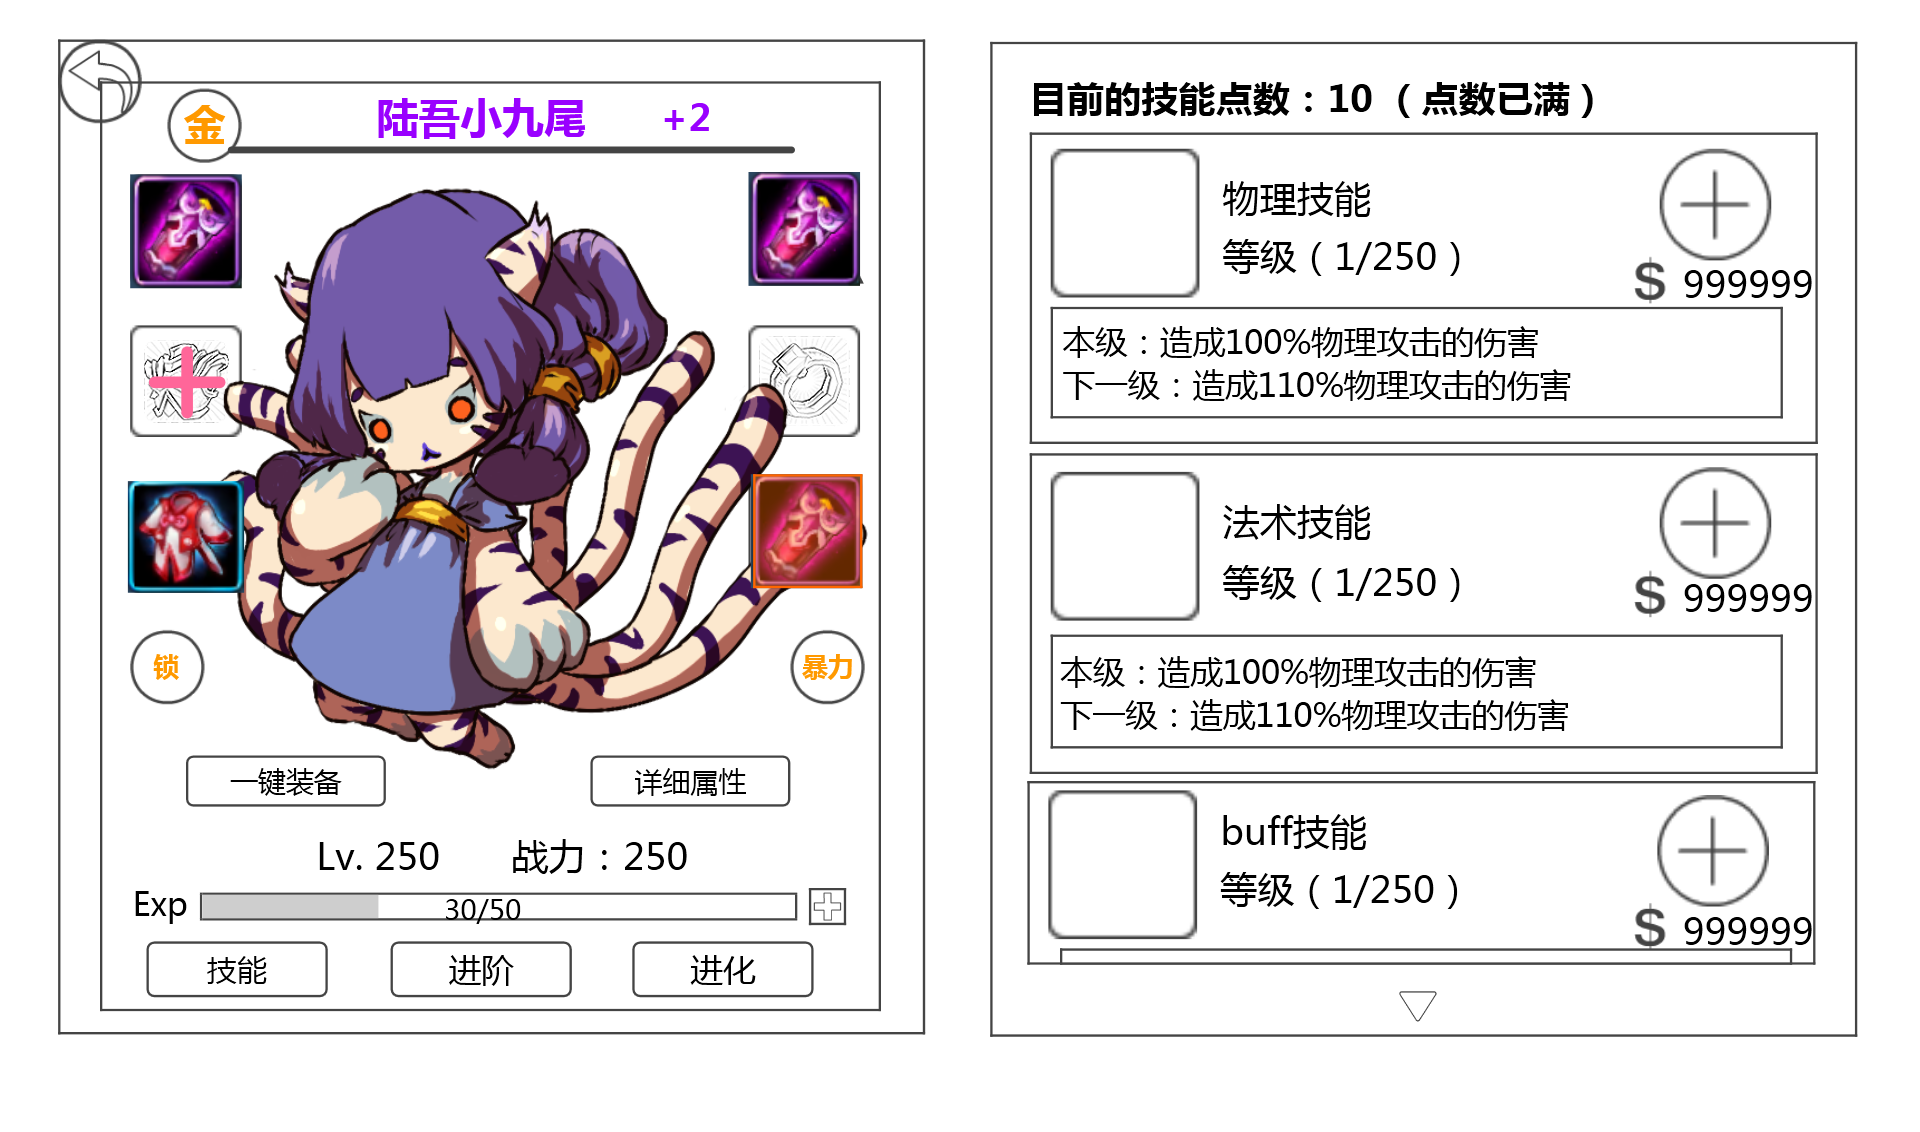 金
陆吾小九尾 +2
锁
暴力
一键装备
详细属性
Lv. 250 战力：250
Exp 30/50
技能
进阶
进化
目前的技能点数：10 （点数已满）
物理技能
等级（1/250）
$ 999999
本级：造成100%物理攻击的伤害
下一级：造成110%物理攻击的伤害
法术技能
等级（1/250）
$ 999999
本级：造成100%物理攻击的伤害
下一级：造成110%物理攻击的伤害
buff技能
等级（1/250）
$ 999999